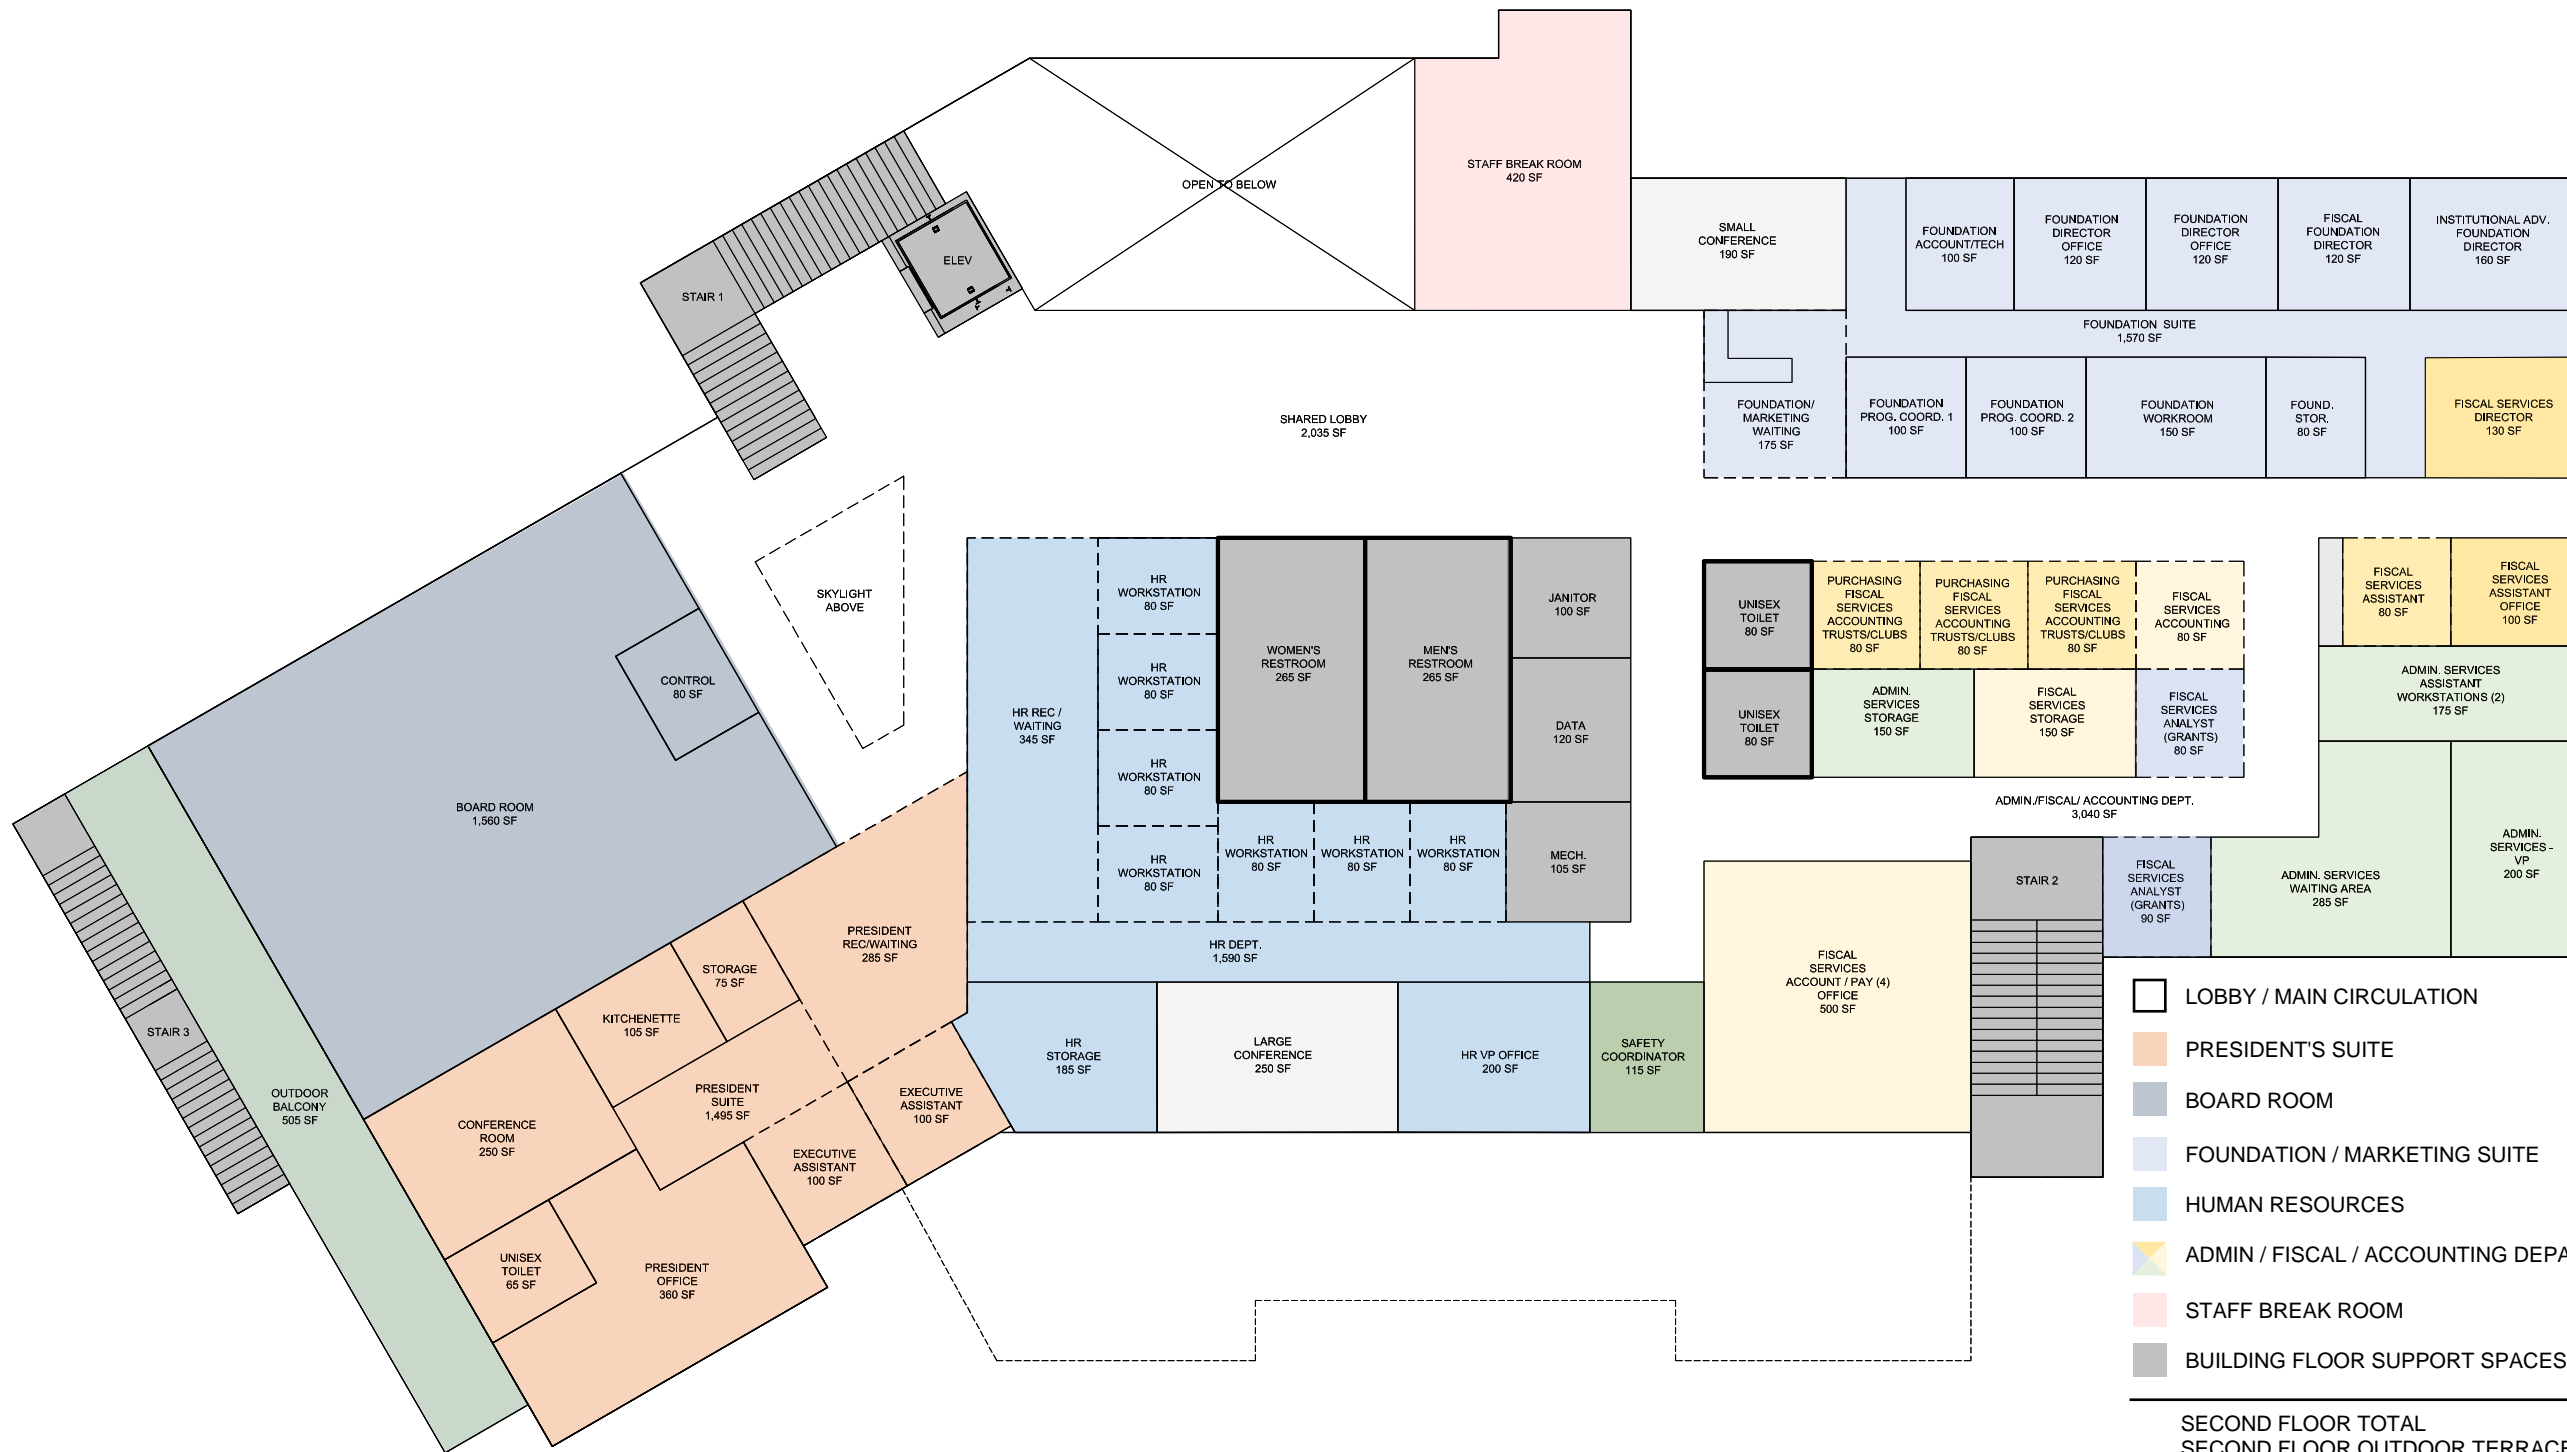 STAFF BREAK ROOM
420 SF
OPEN TO BELOW
ELEV
STAIR 1
SMALL
CONFERENCE
190 SF
FOUNDATION
ACCOUNT/TECH
100 SF
FOUNDATION
DIRECTOR
OFFICE
120 SF
FOUNDATION
DIRECTOR
OFFICE
120 SF
FISCAL
FOUNDATION
DIRECTOR
120 SF
INSTITUTIONAL ADV.
FOUNDATION
DIRECTOR
160 SF
FOUNDATION SUITE
1,570 SF
SHARED LOBBY
2,035 SF
FOUNDATION/
MARKETING
WAITING
175 SF
FOUNDATION
PROG. COORD. 1
100 SF
FOUNDATION
PROG. COORD. 2
100 SF
FOUNDATION
WORKROOM
150 SF
FOUND.
STOR.
80 SF
FISCAL SERVICES
DIRECTOR
130 SF
SKYLIGHT
ABOVE
HR
WORKSTATION
80 SF
HR
WORKSTATION
80 SF
HR
WORKSTATION
80 SF
HR
WORKSTATION
80 SF
HR REC /
WAITING
345 SF
WOMEN'S
RESTROOM
265 SF
MEN'S
RESTROOM
265 SF
JANITOR
100 SF
DATA
120 SF
MECH.
105 SF
HR
WORKSTATION
80 SF
HR
WORKSTATION
80 SF
HR
WORKSTATION
80 SF
UNISEX
TOILET
80 SF
UNISEX
TOILET
80 SF
PURCHASING
FISCAL
SERVICES
ACCOUNTING
TRUSTS/CLUBS
80 SF
PURCHASING
FISCAL
SERVICES
ACCOUNTING
TRUSTS/CLUBS
80 SF
PURCHASING
FISCAL
SERVICES
ACCOUNTING
TRUSTS/CLUBS
80 SF
FISCAL
SERVICES
ACCOUNTING
80 SF
ADMIN.
SERVICES
STORAGE
150 SF
FISCAL
SERVICES
STORAGE
150 SF
FISCAL
SERVICES
ANALYST
(GRANTS)
80 SF
FISCAL
SERVICES
ASSISTANT
80 SF
FISCAL
SERVICES
ASSISTANT
OFFICE
100 SF
ADMIN. SERVICES
ASSISTANT
WORKSTATIONS (2)
175 SF
ADMIN./FISCAL/ ACCOUNTING DEPT.
3,040 SF
ADMIN.
SERVICES -
VP
200 SF
ADMIN. SERVICES
WAITING AREA
285 SF
FISCAL
SERVICES
ANALYST
(GRANTS)
90 SF
STAIR 2
CONTROL
80 SF
BOARD ROOM
1,560 SF
PRESIDENT
REC/WAITING
285 SF
STORAGE
75 SF
KITCHENETTE
105 SF
HR DEPT.
1,590 SF
FISCAL
SERVICES
ACCOUNT / PAY (4)
OFFICE
500 SF
STAIR 3
OUTDOOR
BALCONY
505 SF
CONFERENCE
ROOM
250 SF
PRESIDENT
SUITE
1,495 SF
EXECUTIVE
ASSISTANT
100 SF
EXECUTIVE
ASSISTANT
100 SF
HR
STORAGE
185 SF
LARGE
CONFERENCE
250 SF
HR VP OFFICE
200 SF
SAFETY
COORDINATOR
115 SF
UNISEX
TOILET
65 SF
PRESIDENT
OFFICE
360 SF
LOBBY / MAIN CIRCULATION
PRESIDENT'S SUITE
BOARD ROOM
FOUNDATION / MARKETING SUITE
HUMAN RESOURCES
ADMIN / FISCAL / ACCOUNTING DEPA
STAFF BREAK ROOM
BUILDING FLOOR SUPPORT SPACES
SECOND FLOOR TOTAL
SECOND FLOOR OUTDOOR TERRACE